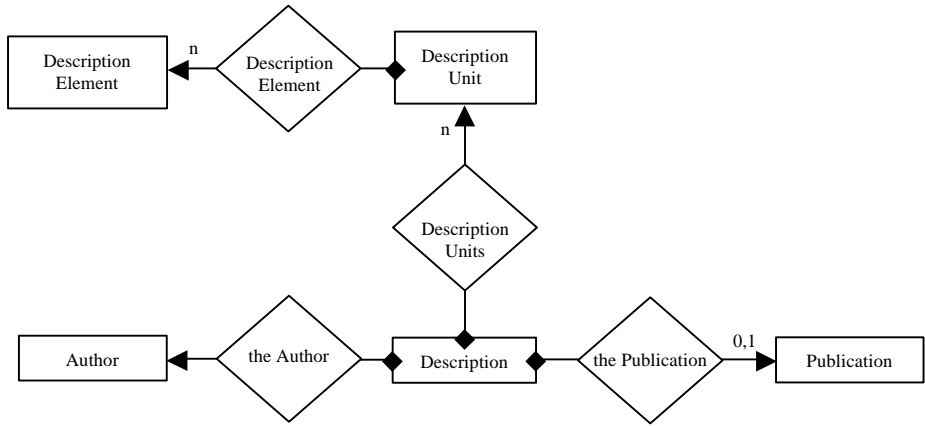 Description
Element
n
Description
Element
Description
Unit
n
Description
Units
Author
the Author
Description
the Publication
0,1
Publication